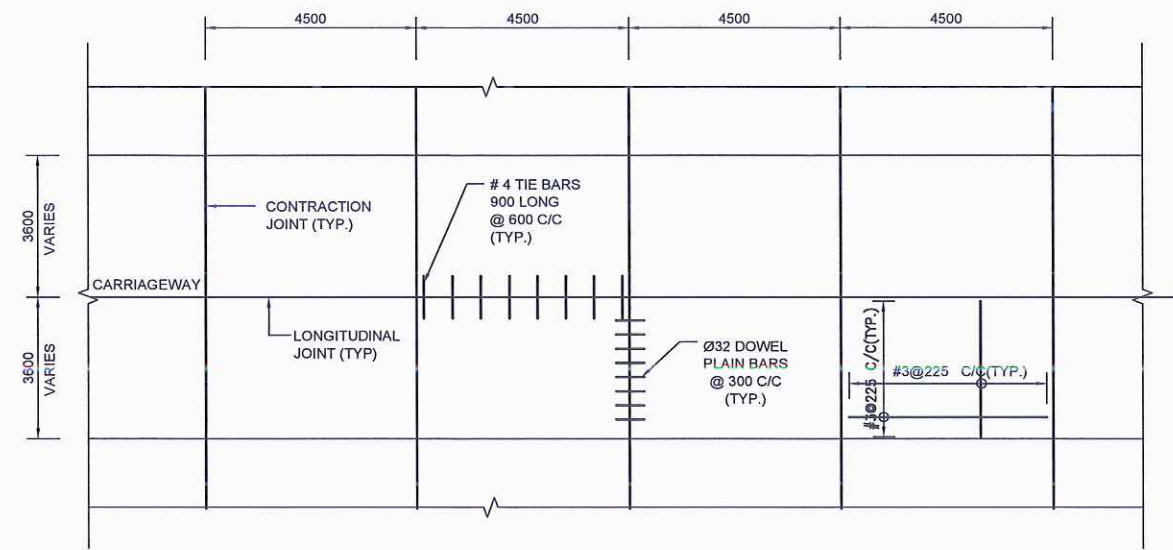 4500
4500
4500
4500
# 4 TIE BARS
900 LONG
@ 600 C/C
(TYP.)
CONTRACTION
JOINT (TYP.)
3600
VARIES
CARRIAGEWAY
LONGITUDINAL
JOINT (TYP)
3600
VARIES
Ø32 DOWEL
PLAIN BARS
@ 300 C/C
(TYP.)
#3@225 C/C(TYP.)
#3@225 C/C(TYP.)